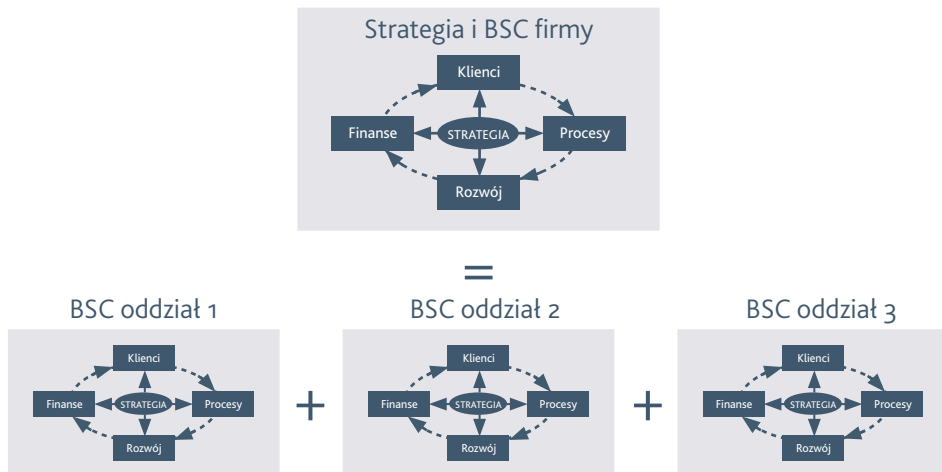 Strategia i BSC firmy
Klienci
Finanse
STRATEGIA
Procesy
Rozwój
=
BSC oddział 1
BSC oddział 2
BSC oddział 3
Klienci
Finanse
STRATEGIA
Procesy
Rozwój
+
Klienci
Finanse
STRATEGIA
Procesy
Rozwój
+
Klienci
Finanse
STRATEGIA
Procesy
Rozwój